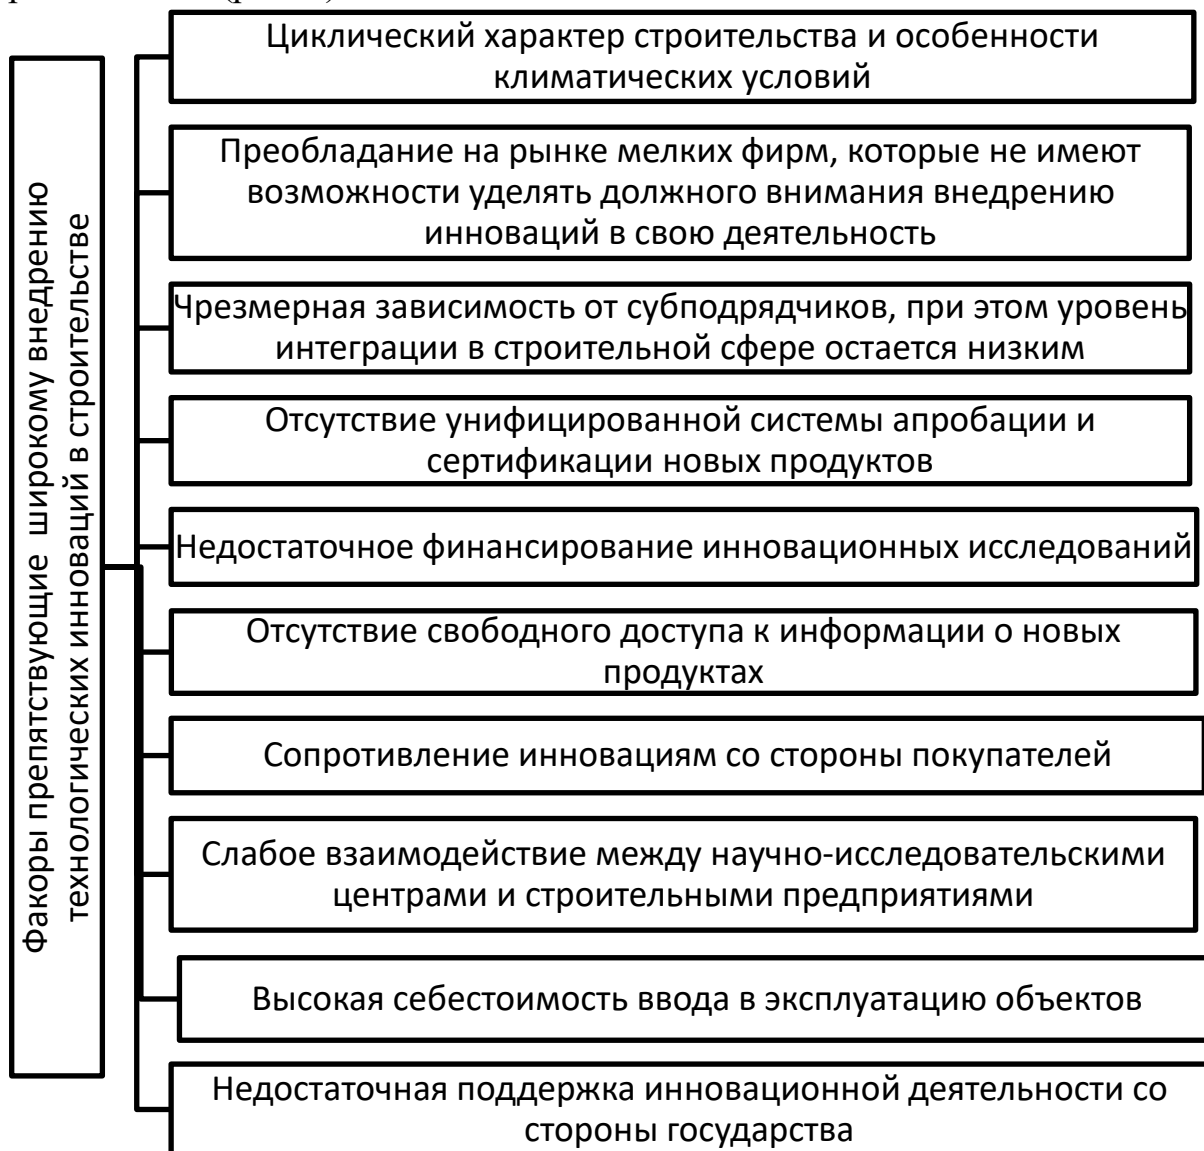 Факоры препятствующие широкому внедрению
технологических инноваций в строительстве
Циклический характер строительства и особенности
климатических условий
Преобладание на рынке мелких фирм, которые не имеют
возможности уделять должного внимания внедрению
инноваций в свою деятельность
Чрезмерная зависимость от субподрядчиков, при этом уровень
интеграции в строительной сфере остается низким
Отсутствие унифицированной системы апробации и
сертификации новых продуктов
Недостаточное финансирование инновационных исследований
Отсутствие свободного доступа к информации о новых
продуктах
Сопротивление инновациям со стороны покупателей
Слабое взаимодействие между научно-исследовательскими
центрами и строительными предприятиями
Высокая себестоимость ввода в эксплуатацию объектов
Недостаточная поддержка инновационной деятельности со
стороны государства